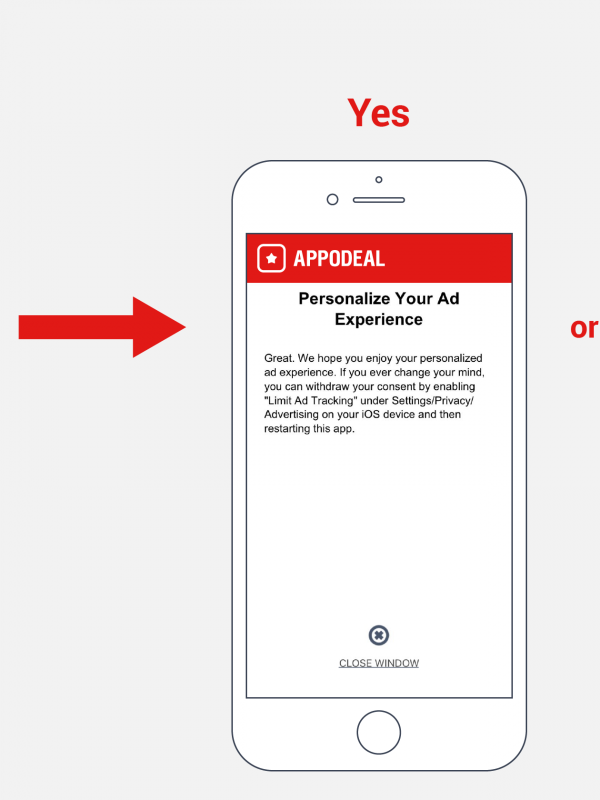 Yes
APPODEAL
Personalize Your Ad
Experience
or
Great. We hope you enjoy your personalized
ad experience. If you ever change your mind,
you can withdraw your consent by enabling
"Limit Ad Tracking" under Settings/Privacy/
Advertising on your iOS device and then
restarting this app.
CLOSE WINDOW